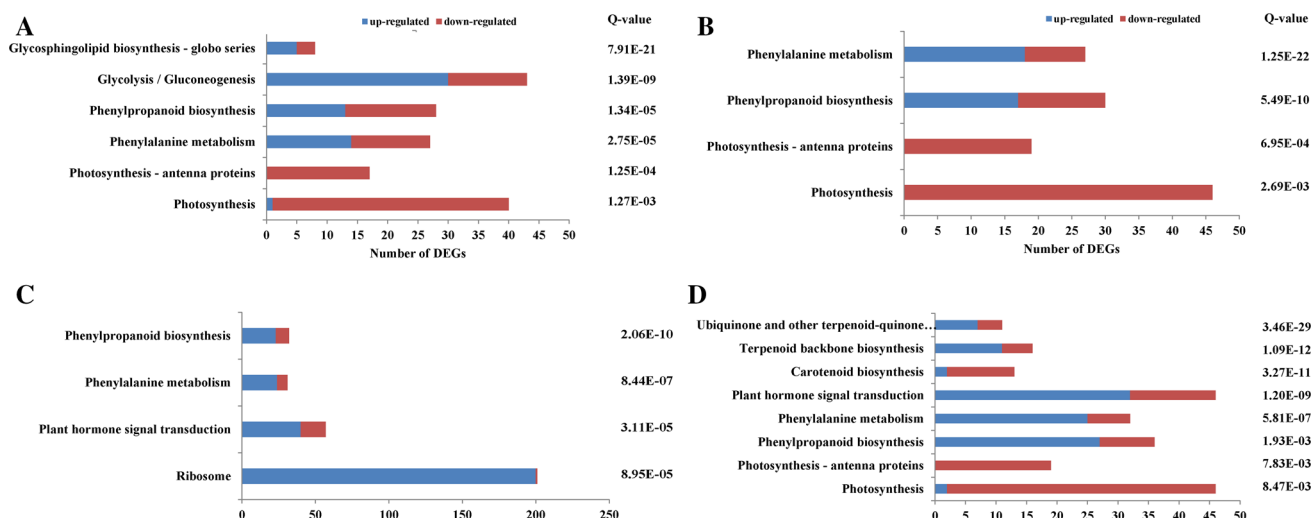 A
up-regulated down-regulated Q-value
Glycosphingolipid biosynthesis - globo series 7.91E-21
Glycolysis / Gluconeogenesis 1.39E-09
Phenylpropanoid biosynthesis 1.34E-05
Phenylalanine metabolism 2.75E-05
Photosynthesis - antenna proteins 1.25E-04
Photosynthesis 1.27E-03
0 5 10 15 20 25 30 35 40 45 50
Number of DEGs
B
up-regulated down-regulated Q-value
Phenylalanine metabolism 1.25E-22
Phenylpropanoid biosynthesis 5.49E-10
Photosynthesis - antenna proteins 6.95E-04
Photosynthesis 2.69E-03
0 5 10 15 20 25 30 35 40 45 50
Number of DEGs
C
Phenylpropanoid biosynthesis 2.06E-10
Phenylalanine metabolism 8.44E-07
Plant hormone signal transduction 3.11E-05
Ribosome 8.95E-05
0 50 100 150 200 250
D
Ubiquinone and other terpenoid-quinone… 3.46E-29
Terpenoid backbone biosynthesis 1.09E-12
Carotenoid biosynthesis 3.27E-11
Plant hormone signal transduction 1.20E-09
Phenylalanine metabolism 5.81E-07
Phenylpropanoid biosynthesis 1.93E-03
Photosynthesis - antenna proteins 7.83E-03
Photosynthesis 8.47E-03
0 5 10 15 20 25 30 35 40 45 50